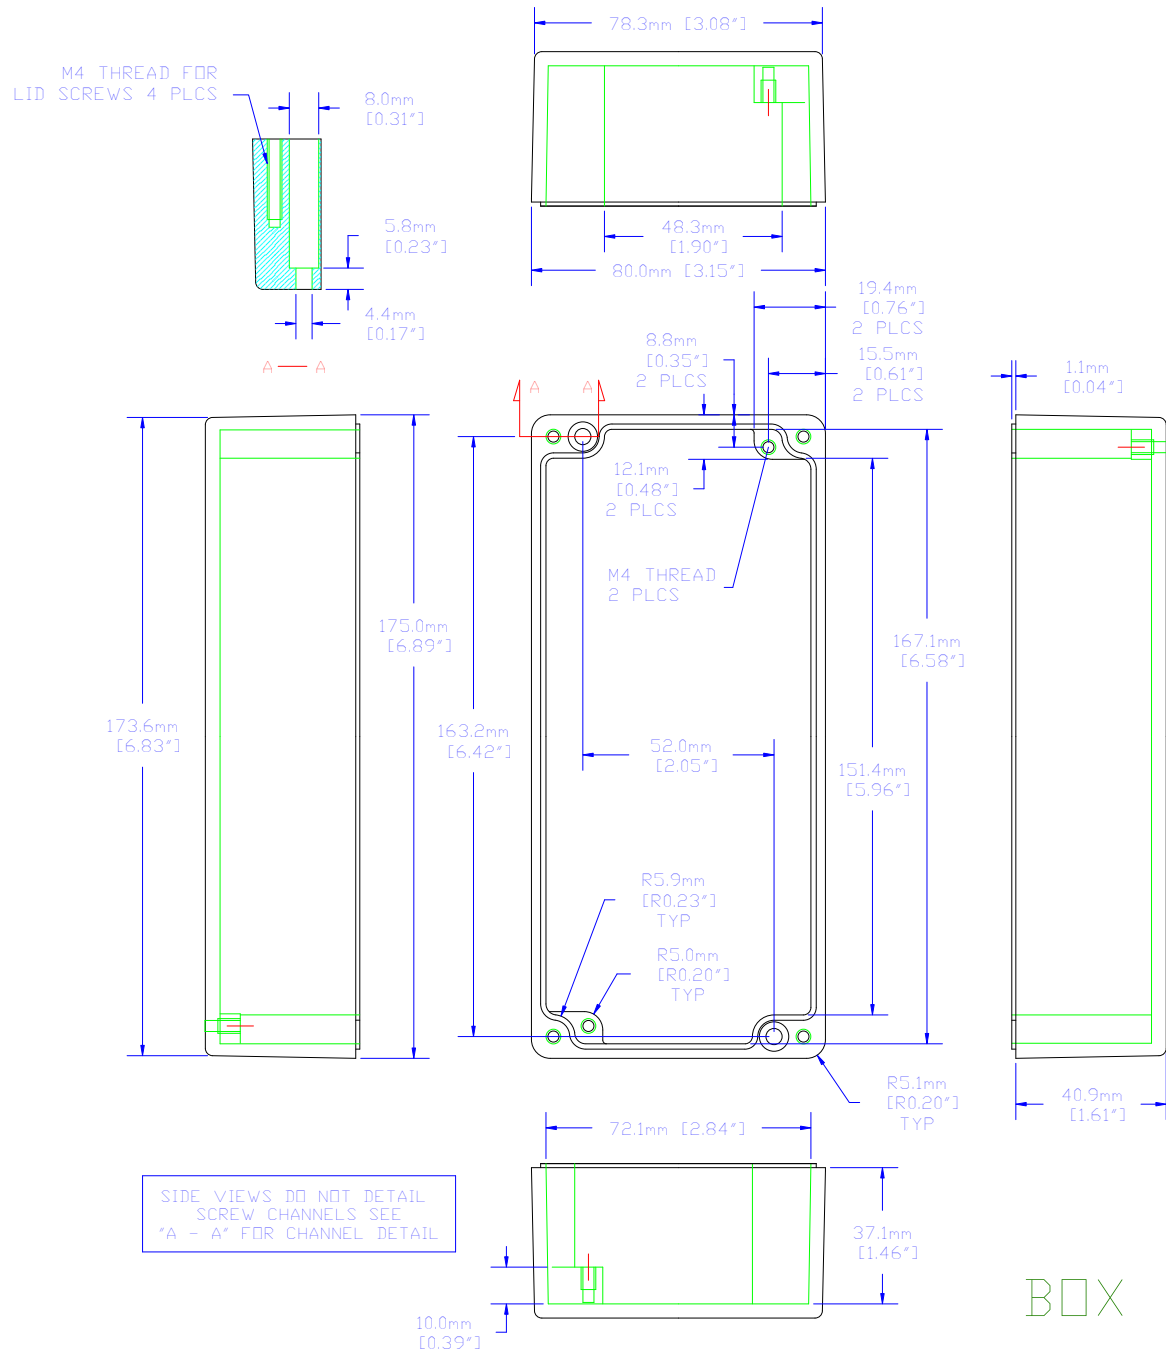 78.3mm [3.08"]
M4 THREAD FOR
LID SCREWS 4 PLCS
8.0mm
[0.31"]
5.8mm
[0.23"]
48.3mm
[1.90"]
80.0mm [3.15"]
4.4mm
[0.17"]
19.4mm
[0.76"]
2 PLCS
8.8mm
[0.35"]
2 PLCS
15.5mm
[0.61"]
2 PLCS
A A
1.1mm
[0.04"]
A A
12.1mm
[0.48"]
2 PLCS
M4 THREAD
2 PLCS
175.0mm
[6.89"]
167.1mm
[6.58"]
173.6mm
[6.83"]
163.2mm
[6.42"]
52.0mm
[2.05"]
151.4mm
[5.96"]
R5.9mm
[R0.23"]
TYP
R5.0mm
[R0.20"]
TYP
R5.1mm
[R0.20"]
TYP
40.9mm
[1.61"]
72.1mm [2.84"]
SIDE VIEWS DO NOT DETAIL
SCREW CHANNELS SEE
"A - A" FOR CHANNEL DETAIL
37.1mm
[1.46"]
10.0mm
[0.39"]
BOX